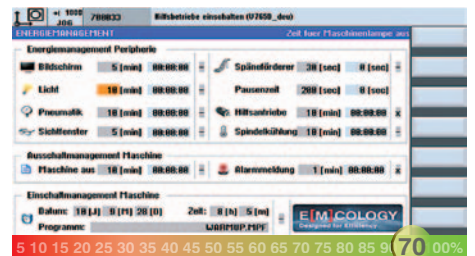 1000
JOG
788833
Hilfsbetriebe einschalten (V7650_deu)
ENERGIEMANAGEMENT
Zeit fuer Maschinenlampe aus
Energiemanagement Peripherie
Bildschirm 5 [min] 00:00:00
Späneförderer 30 [sec] 0 [sec]
Licht 10 [min] 00:00:00
Pausenzeit 200 [sec] 0 [sec]
Pneumatik 10 [min] 00:00:00
Hilfsantriebe 10 [min] 00:00:00 x
Sichtfenster 5 [min] 00:00:00
Spindelkühlung 10 [min] 00:00:00
Ausschaltmanagement Maschine
Maschine aus 10 [min] 00:00:00
Alarmmeldung 1 [min] 00:00:00 x
Einschaltmanagement Maschine
Datum: 10 [J] 9 [M] 28 [D] Zeit: 8 [h] 5 [m]
Programm: WARMUP.MPF
E[M]COLOGY
Designed for Efficiency
5 10 15 20 25 30 35 40 45 50 55 60 65 70 75 80 85 9 70 00%